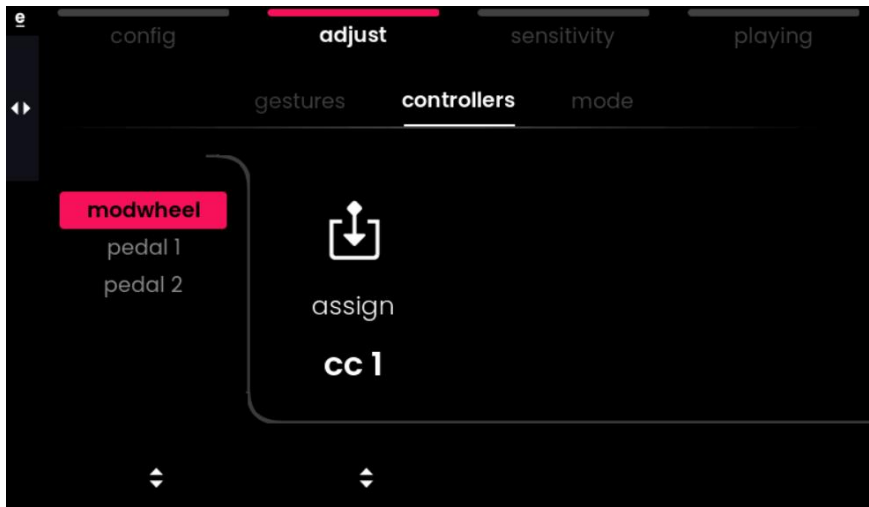 e
config adjust sensitivity playing
gestures controllers mode
modwheel
pedal 1
pedal 2
assign
cc 1